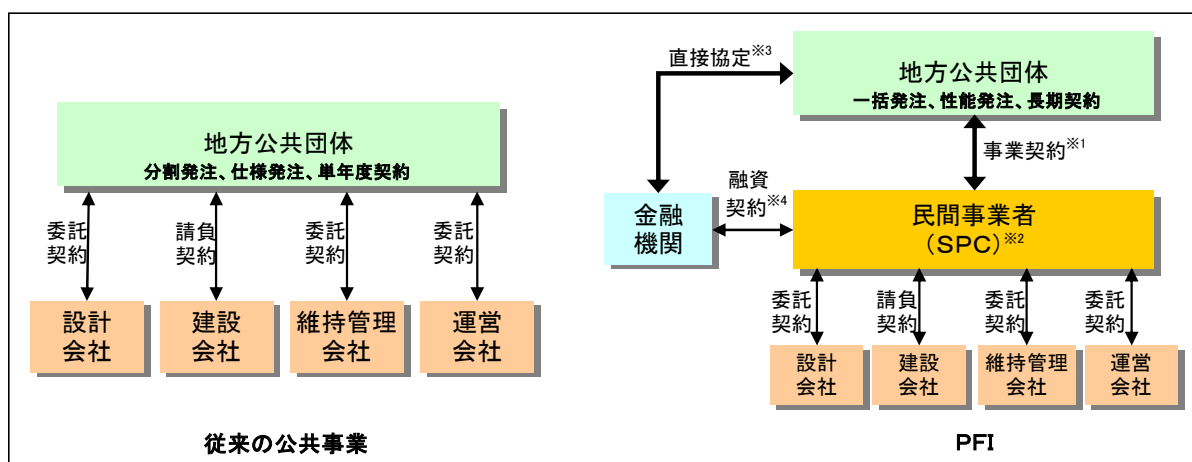 地方公共団体
分割発注、仕様発注、単年度契約
委託
契約
請負
契約
委託
契約
委託
契約
設計
会社
建設
会社
維持管理
会社
運営
会社
従来の公共事業
直接協定※3
地方公共団体
一括発注、性能発注、長期契約
事業契約※1
融資
契約※4
金融
機関
民間事業者
（SPC）※2
委託
契約
請負
契約
委託
契約
委託
契約
設計
会社
建設
会社
維持管理
会社
運営
会社
PFI